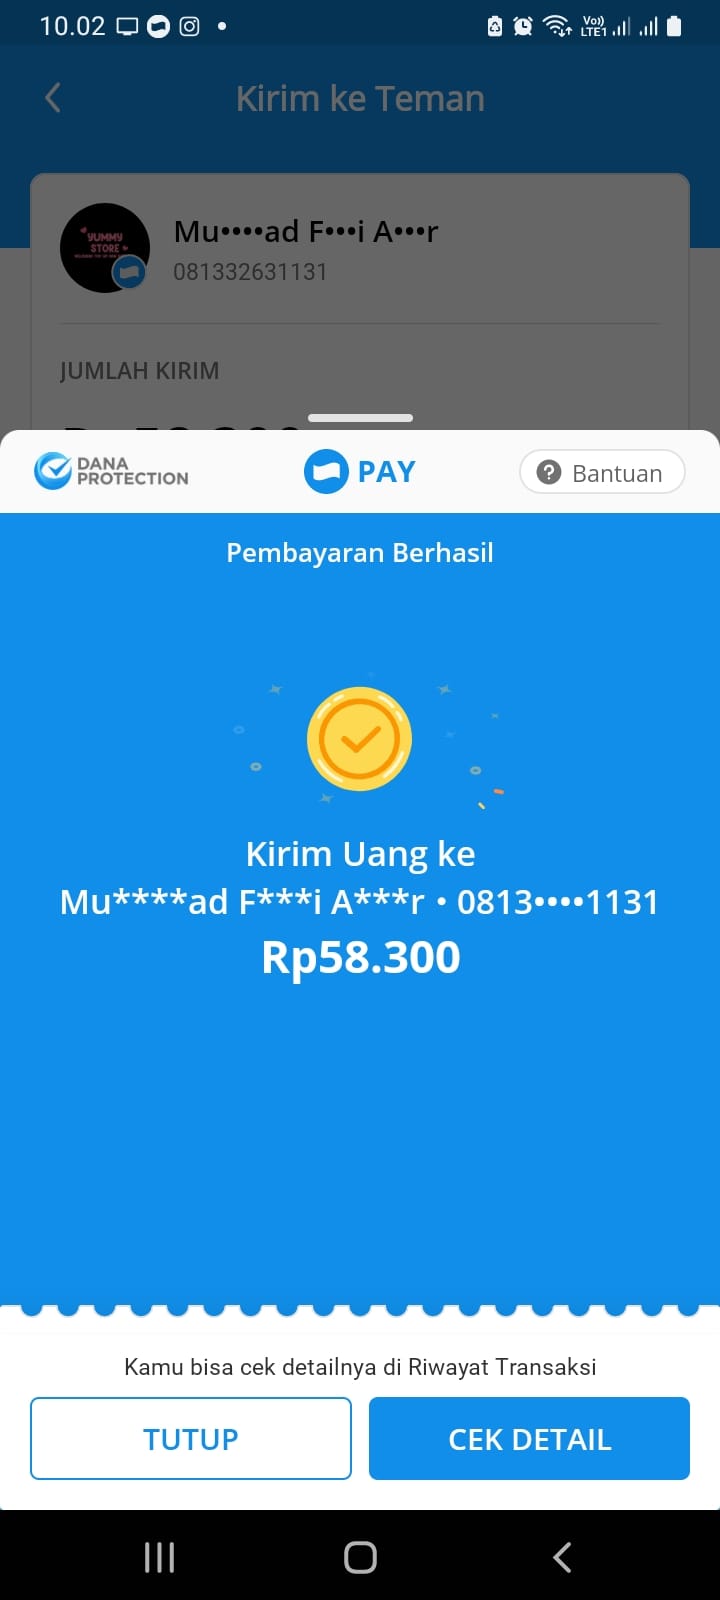 10.02
Vo)) LTE1
Kirim ke Teman
YUMMY
STORE
Mu••••ad F•••i A•••r
081332631131
JUMLAH KIRIM
DANA
PROTECTION
PAY
Bantuan
Pembayaran Berhasil
Kirim Uang ke
Mu****ad F***i A***r • 0813••••1131
Rp58.300
Kamu bisa cek detailnya di Riwayat Transaksi
TUTUP
CEK DETAIL